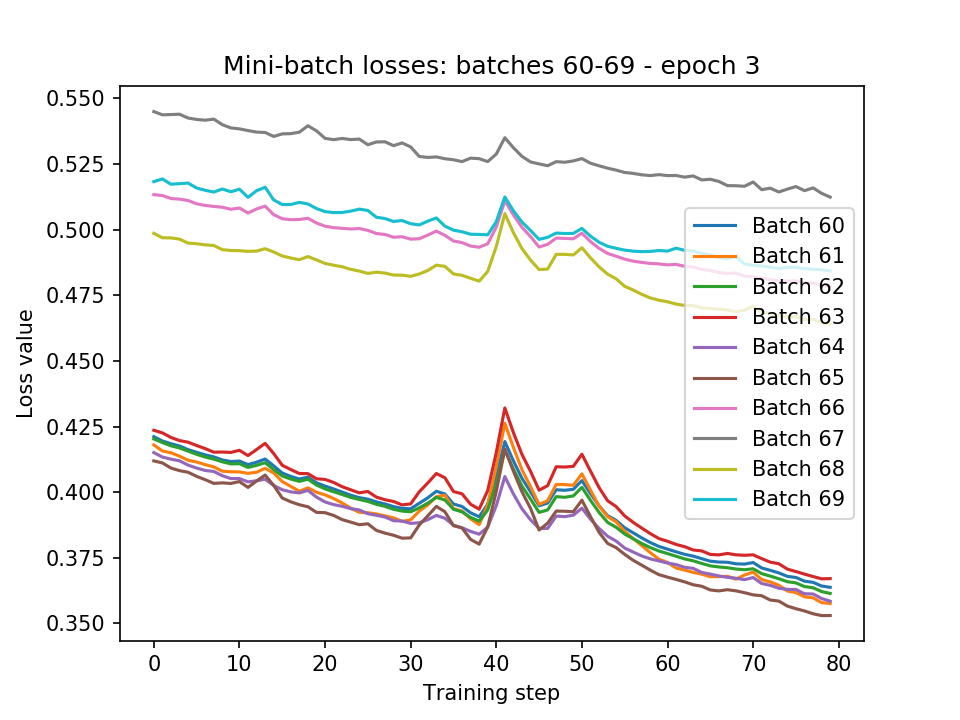 Mini-batch losses: batches 60-69 - epoch 3
0.550
0.525
0.500
0.475
0.450
0.425
0.400
0.375
0.350
Loss value
0
10
20
30
40
50
60
70
80
Training step
Batch 60
Batch 61
Batch 62
Batch 63
Batch 64
Batch 65
Batch 66
Batch 67
Batch 68
Batch 69